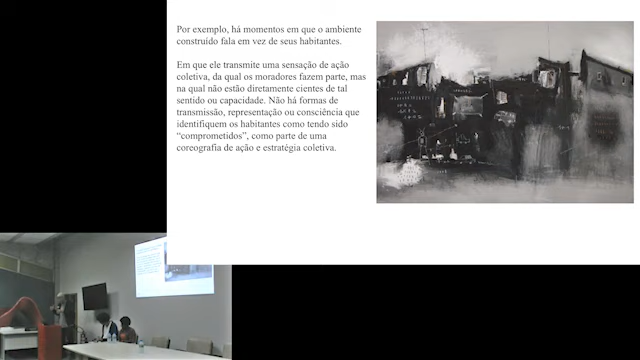 Por exemplo, há momentos em que o ambiente
construído fala em vez de seus habitantes.
Em que ele transmite uma sensação de ação
coletiva, da qual os moradores fazem parte, mas
na qual não estão diretamente cientes de tal
sentido ou capacidade. Não há formas de
transmissão, representação ou consciência que
identifiquem os habitantes como tendo sido
“comprometidos”, como parte de uma
coreografia de ação e estratégia coletiva.